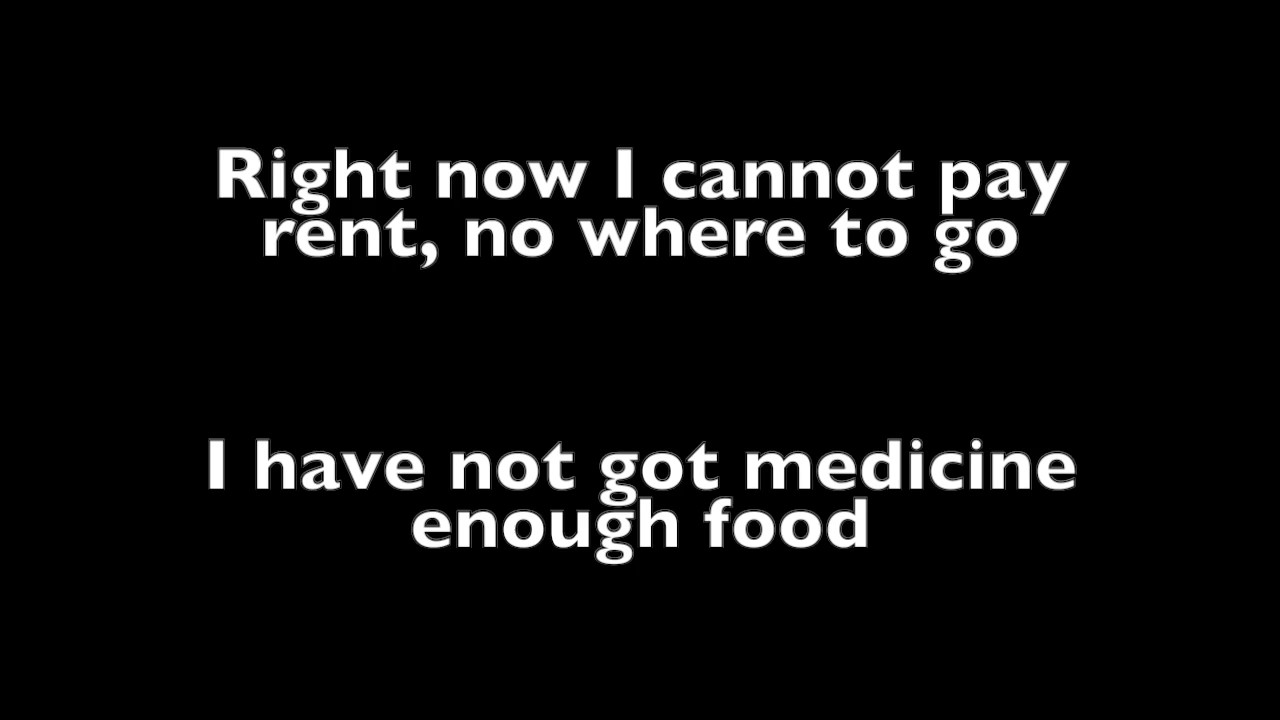 Right now I cannot pay
rent, no where to go
I have not got medicine
enough food